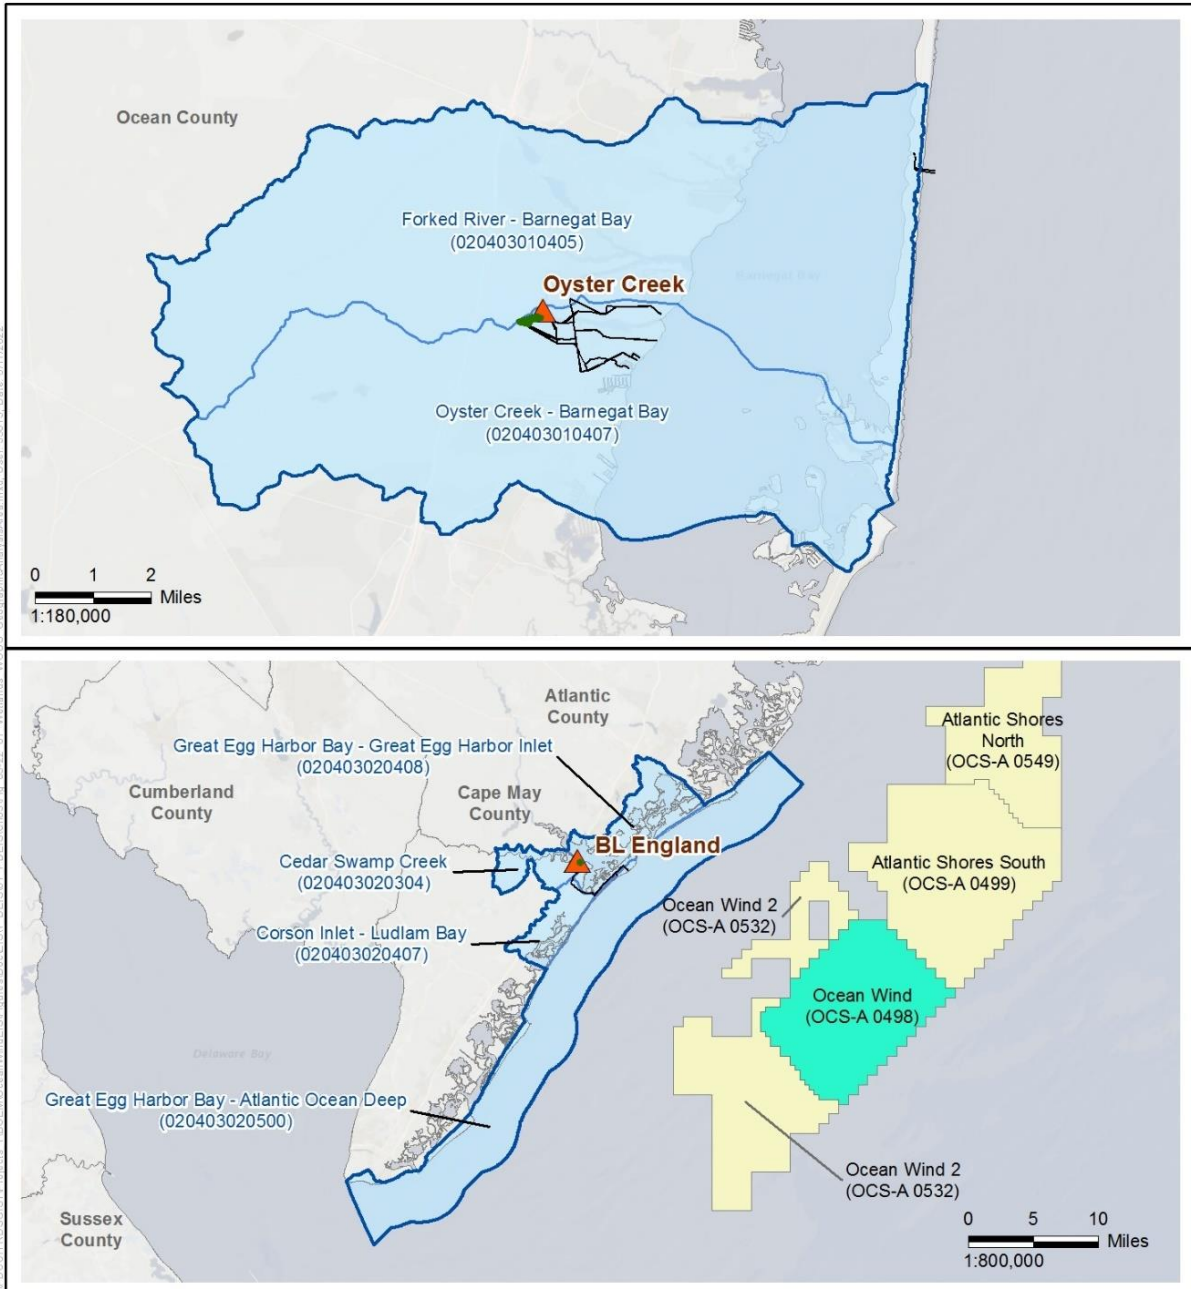 Ocean County
Forked River - Barnegat Bay
(020403010405)
Barnegat Bay
Oyster Creek
Oyster Creek - Barnegat Bay
(020403010407)
0 1 2
Miles
1:180,000
Atlantic
County
Atlantic Shores
North
(OCS-A 0549)
Great Egg Harbor Bay - Great Egg Harbor Inlet
(020403020408)
Cumberland
County
Cape May
County
BL England
Cedar Swamp Creek
(020403020304)
Atlantic Shores South
(OCS-A 0499)
Ocean Wind 2
(OCS-A 0532)
Corson Inlet - Ludlam Bay
(020403020407)
Ocean Wind
(OCS-A 0498)
Delaware Bay
Great Egg Harbor Bay - Atlantic Ocean Deep
(020403020500)
Ocean Wind 2
(OCS-A 0532)
Sussex
County
0 5 10
Miles
1:800,000